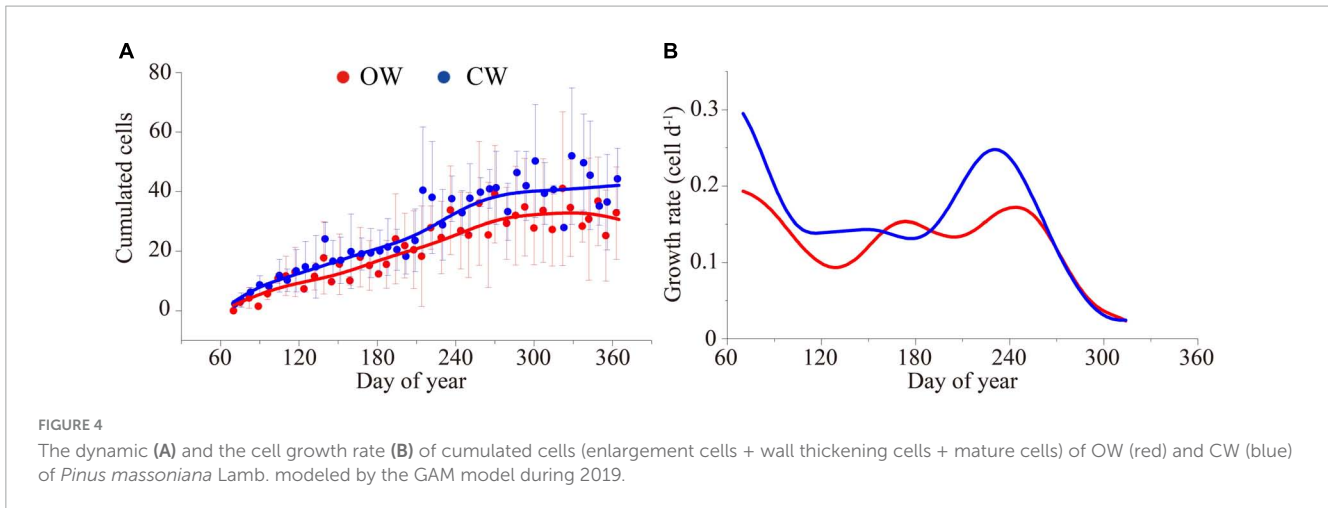 A
B
OW
CW
80
60
40
20
0
Cumulated cells
60
120
180
240
300
360
Day of year
0.3
0.2
0.1
0
Growth rate (cell d-1)
60
120
180
240
300
360
Day of year
FIGURE 4
The dynamic (A) and the cell growth rate (B) of cumulated cells (enlargement cells + wall thickening cells + mature cells) of OW (red) and CW (blue)
of Pinus massoniana Lamb. modeled by the GAM model during 2019.